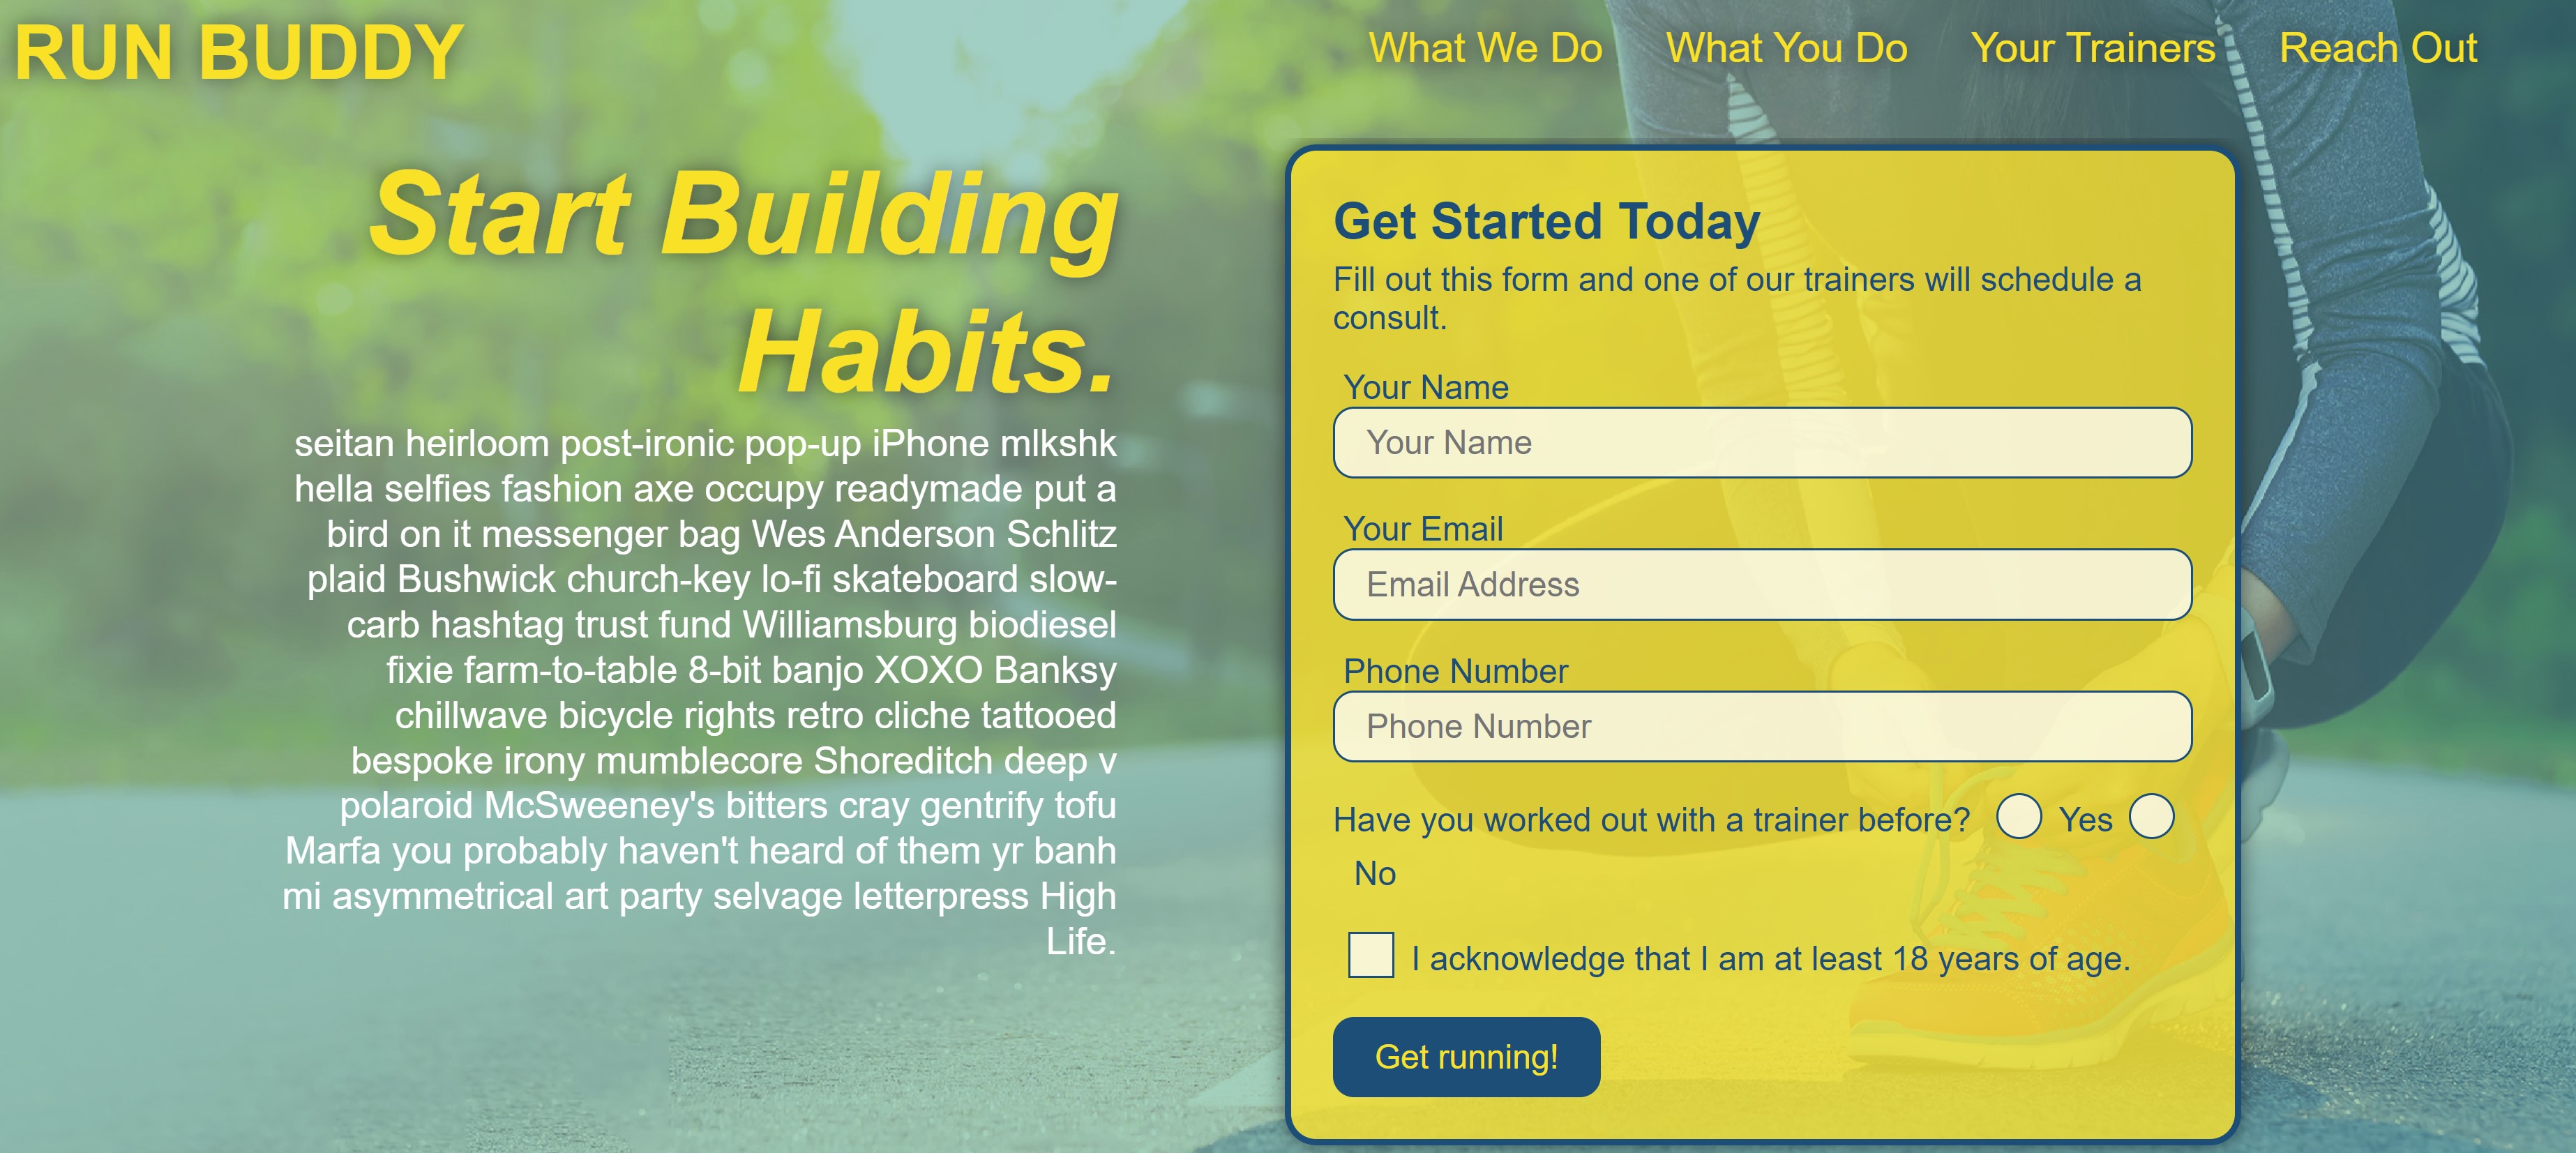 RUN BUDDY
What We Do What You Do Your Trainers Reach Out
Start Building
Habits.
seitan heirloom post-ironic pop-up iPhone mlkshk
hella selfies fashion axe occupy readymade put a
bird on it messenger bag Wes Anderson Schlitz
plaid Bushwick church-key lo-fi skateboard slow-
carb hashtag trust fund Williamsburg biodiesel
fixie farm-to-table 8-bit banjo XOXO Banksy
chillwave bicycle rights retro cliche tattooed
bespoke irony mumblecore Shoreditch deep v
polaroid McSweeney's bitters cray gentrify tofu
Marfa you probably haven't heard of them yr banh
mi asymmetrical art party selvage letterpress High
Life.
Get Started Today
Fill out this form and one of our trainers will schedule a
consult.
Your Name
Your Name
Your Email
Email Address
Phone Number
Phone Number
Have you worked out with a trainer before? Yes
No
I acknowledge that I am at least 18 years of age.
Get running!